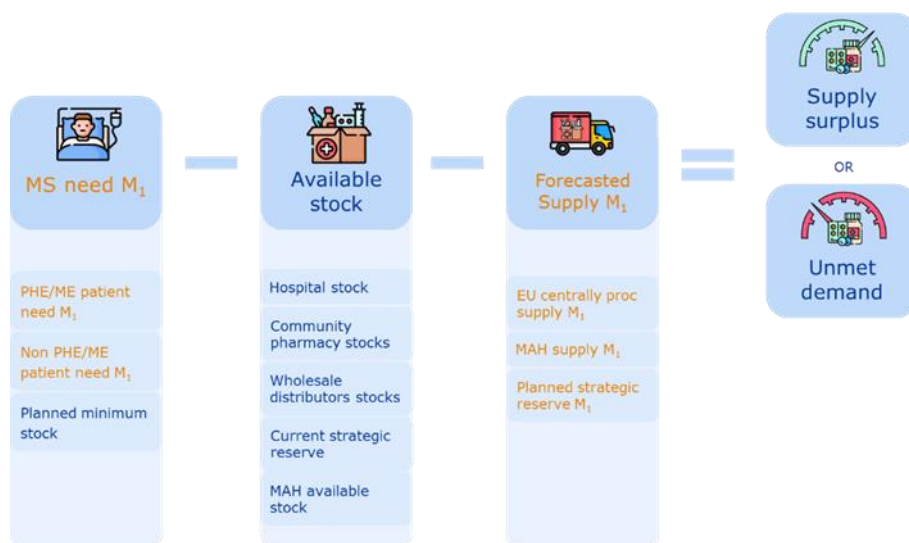 MS need M₁
PHE/ME patient
need M₁
Non PHE/ME
patient need M₁
Planned minimum
stock
Available
stock
Hospital stock
Community
pharmacy stocks
Wholesale
distributors stocks
Current strategic
reserve
MAH available
stock
Forecasted
Supply M₁
EU centrally proc
supply M₁
MAH supply M₁
Planned strategic
reserve M₁
Supply
surplus
OR
Unmet
demand